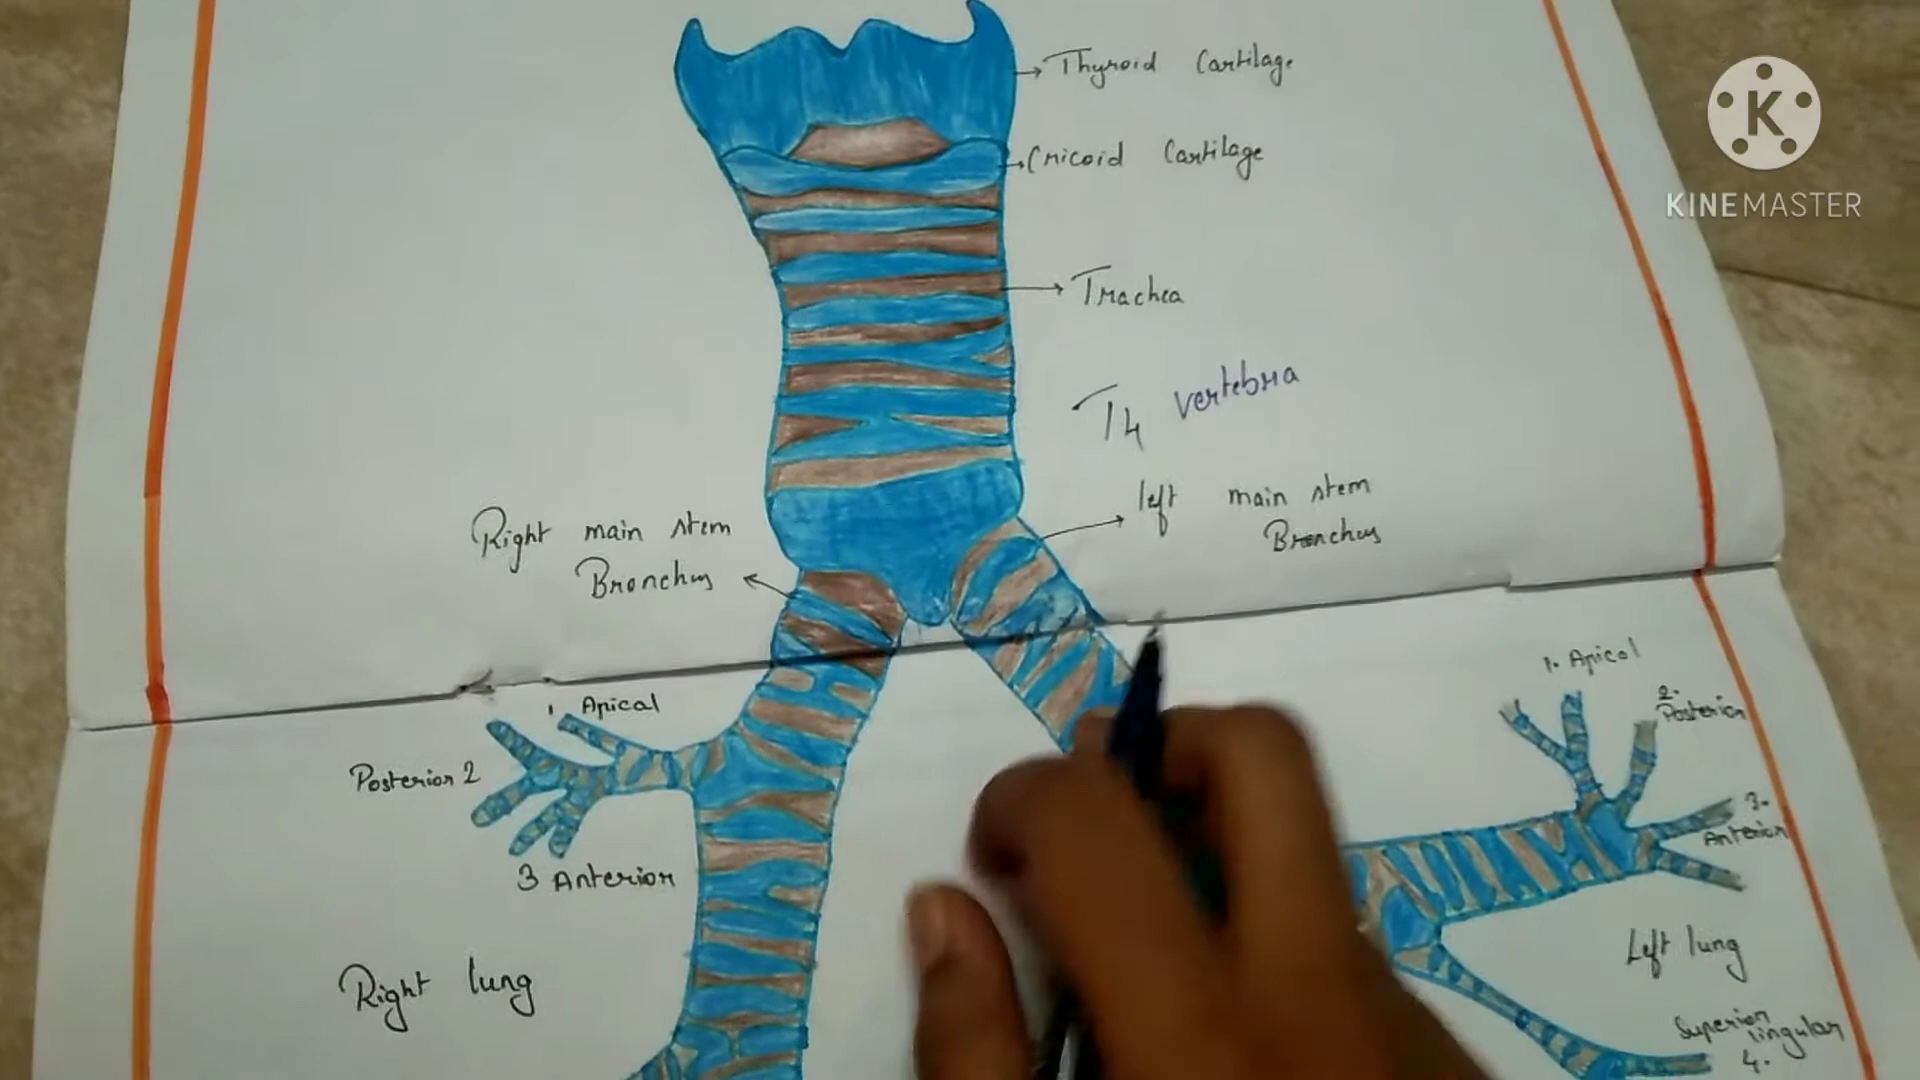 Thyroid Cartilage
Cricoid Cartilage
Trachea
T4 vertebra
left main stem
Bronchus
Right main stem
Bronchus
1 Apical
Posterior 2
3 Anterior
Right lung
1. Apical
2.
Posterior
3.
Anterior
Left lung
Superior
lingular
4.
K
KINEMASTER